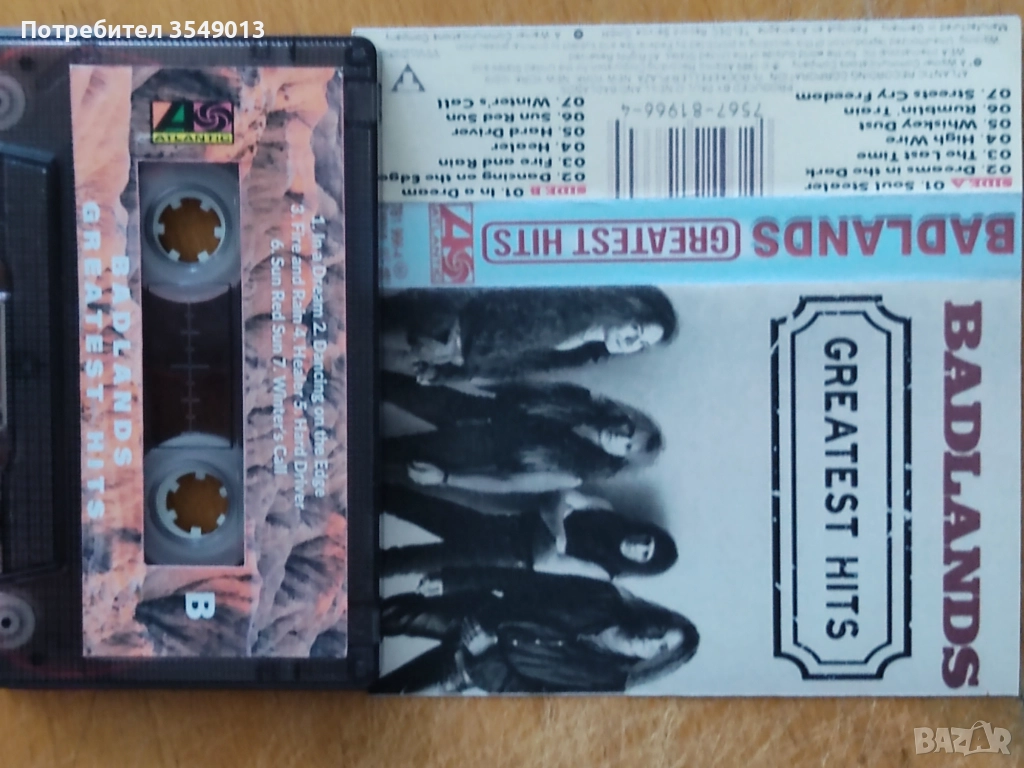 Потребител 3549013
ATLANTIC
BADLANDS
GREATEST HITS
1. In a Dream 2. Dancing on the Edge
3. Fire and Rain 4. Healer 5. Hard Driver
6. Sun Red Sun 7. Winter's Call
B
SIDE A 01. Soul Stealer
02. Dreams in the Dark
03. The Last Time
04. High Wire
05. Whiskey Dust
06. Rumblin' Train
07. Streets Cry Freedom
SIDE B 01. In a Dream
02. Dancing on the Edge
03. Fire and Rain
04. Healer
05. Hard Driver
06. Sun Red Sun
07. Winter's Call
7567-81966-4
BADLANDS GREATEST HITS
ATLANTIC
BADLANDS
GREATEST HITS
BAZAR